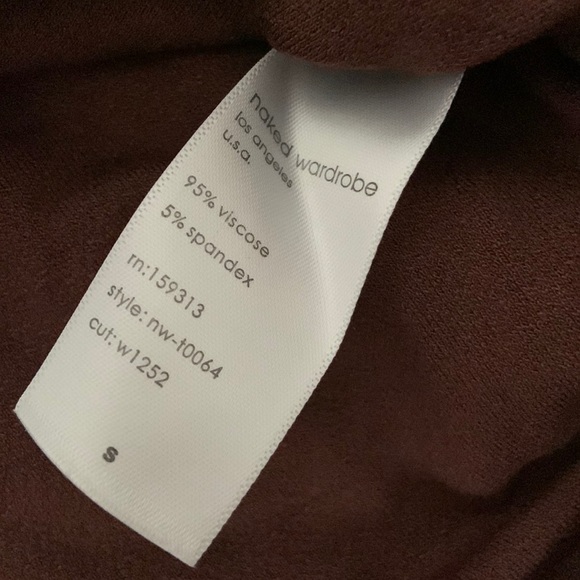 naked wardrobe
los angeles
u.s.a.
95% viscose
5% spandex
rn:159313
style: nw-t0064
cut: w1252
s